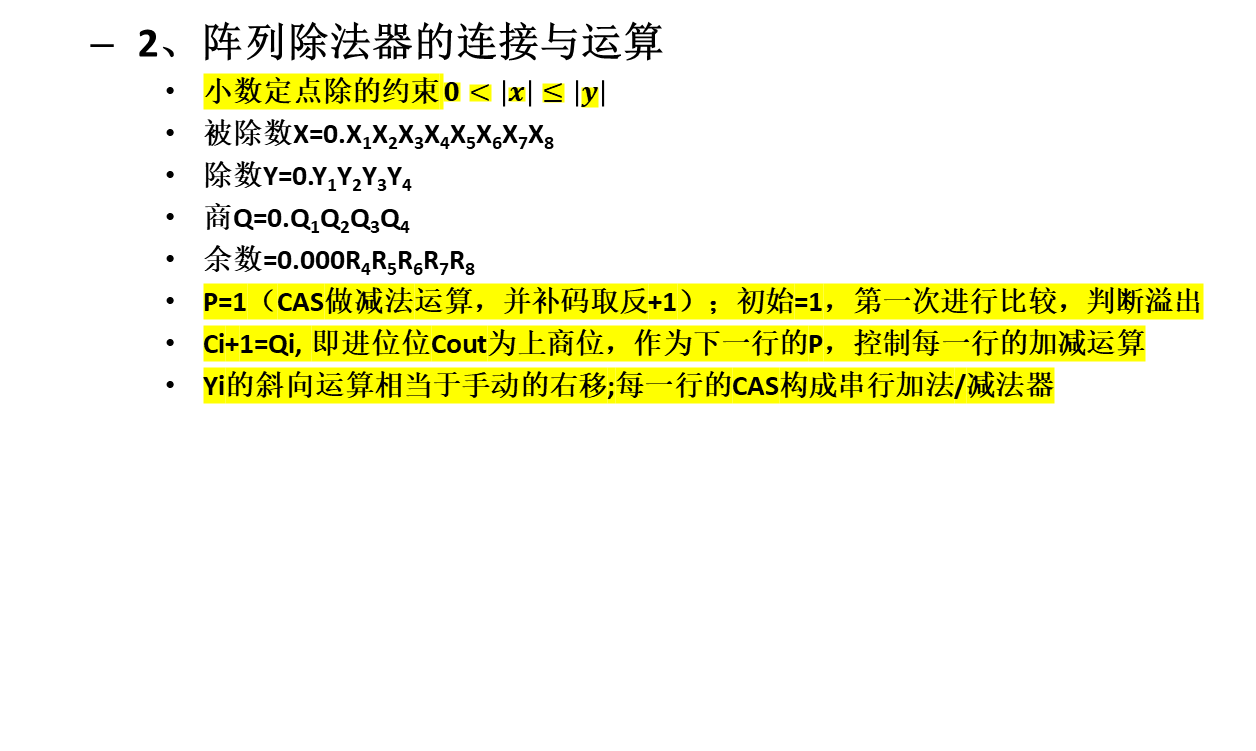 – 2、阵列除法器的连接与运算
• 小数定点除的约束0 < |x| ≤ |y|
• 被除数X=0.X₁X₂X₃X₄X₅X₆X₇X₈
• 除数Y=0.Y₁Y₂Y₃Y₄
• 商Q=0.Q₁Q₂Q₃Q₄
• 余数=0.000R₄R₅R₆R₇R₈
• P=1（CAS做减法运算，并补码取反+1）；初始=1，第一次进行比较，判断溢出
• Ci+1=Qi, 即进位位Cout为上商位，作为下一行的P，控制每一行的加减运算
• Yi的斜向运算相当于手动的右移;每一行的CAS构成串行加法/减法器